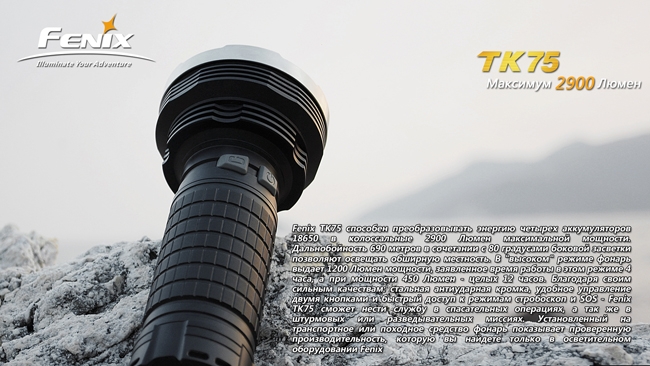 FENIX
Illuminate Your Adventure
TK75
Максимум 2900 Люмен
Fenix TK75 способен преобразовывать энергию четырех аккумуляторов
18650 в колоссальные 2900 Люмен максимальной мощности.
Дальнобойность 690 метров в сочетании с 80 градусами боковой засветки
позволяют освещать обширную местность. В "высоком" режиме фонарь
выдает 1200 Люмен мощности, заявленное время работы в этом режиме 4
часа, а при мощности 450 Люмен - целых 12 часов. Благодаря своим
сильным качествам: стальная антиударная кромка, удобное управление
двумя кнопками и быстрый доступ к режимам стробоскоп и SOS - Fenix
TK75 сможет нести службу в спасательных операциях, а так же в
штурмовых или разведывательных миссиях. Установленный на
транспортное или походное средство фонарь показывает проверенную
производительность, которую вы найдете только в осветительном
оборудовании Fenix